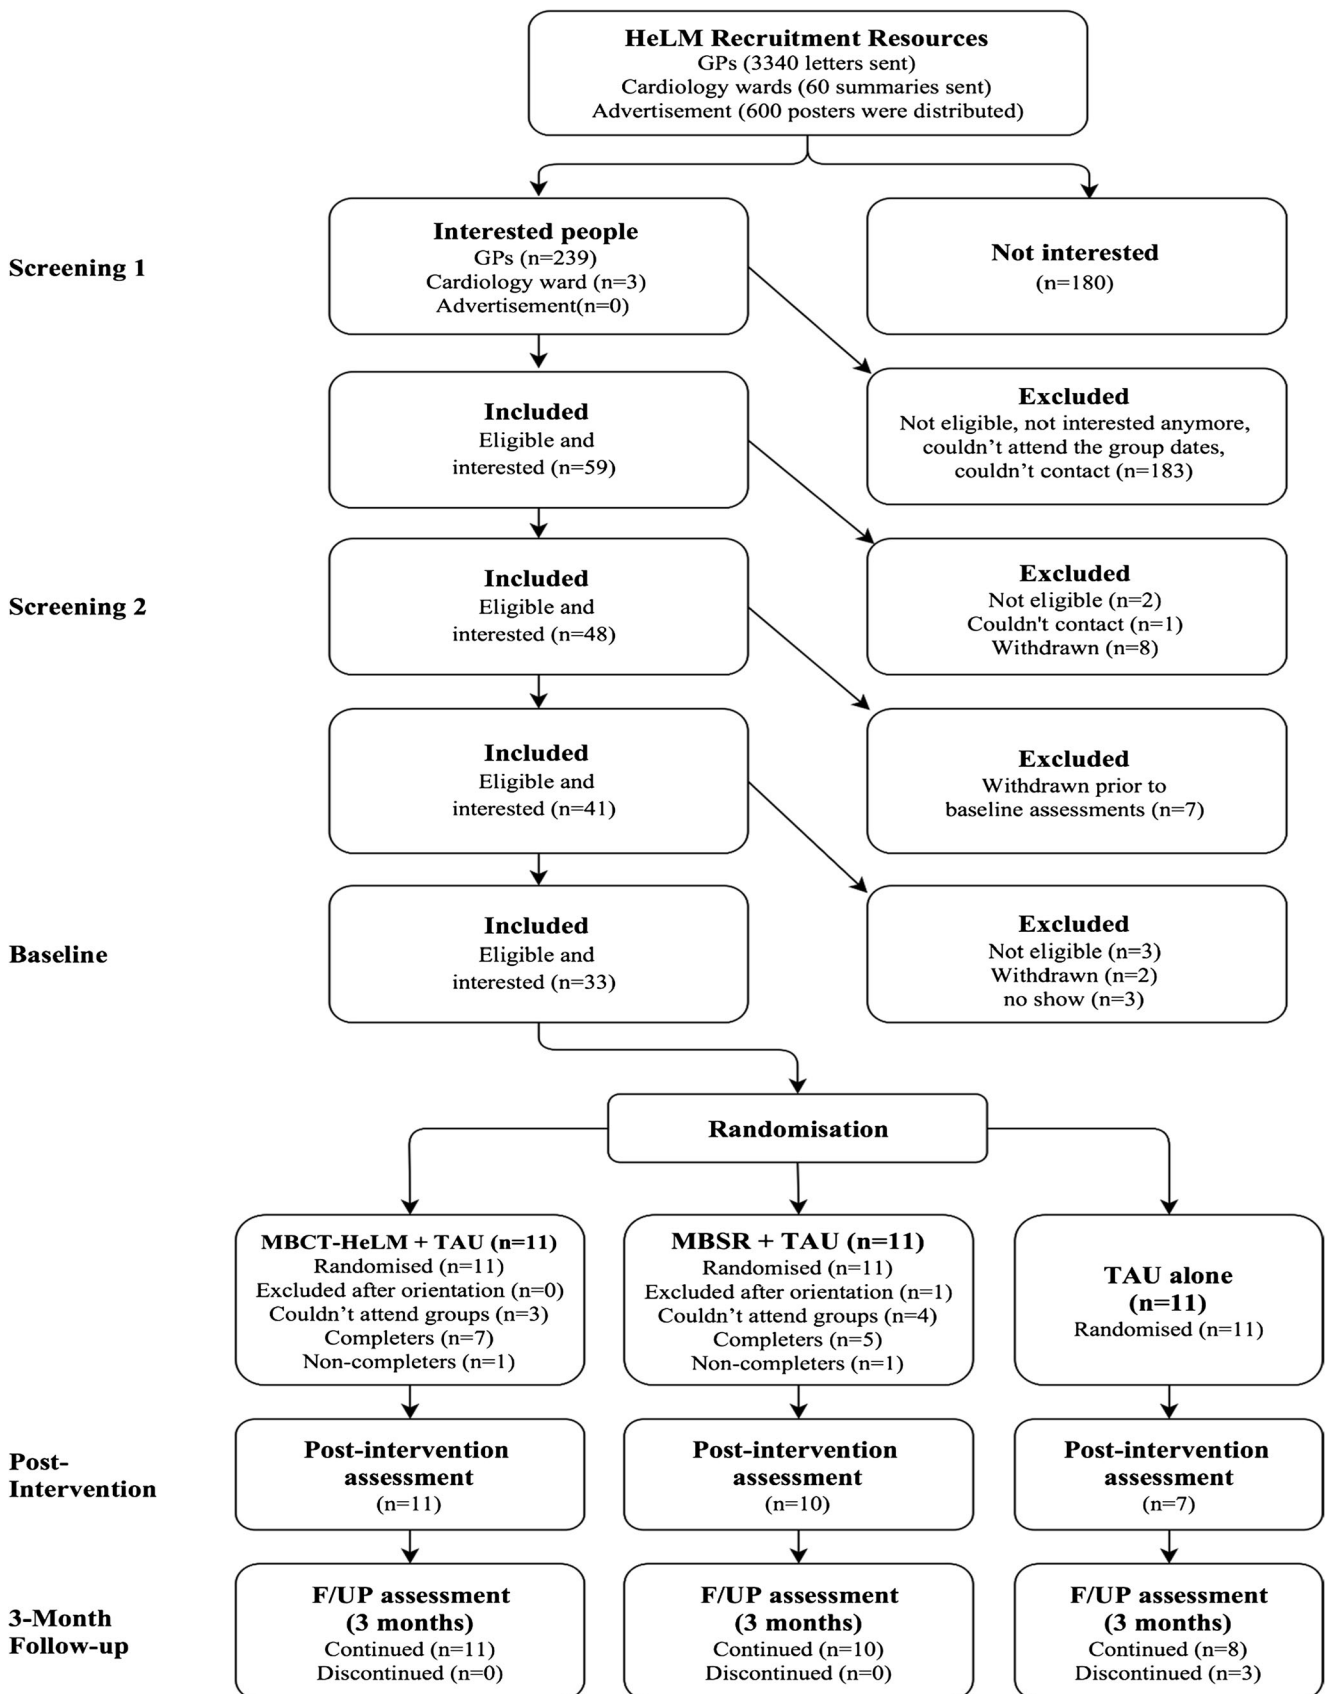 HeLM Recruitment Resources
GPs (3340 letters sent)
Cardiology wards (60 summaries sent)
Advertisement (600 posters were distributed)
Screening 1
Interested people
GPs (n=239)
Cardiology ward (n=3)
Advertisement(n=0)
Not interested
(n=180)
Included
Eligible and
interested (n=59)
Excluded
Not eligible, not interested anymore,
couldn’t attend the group dates,
couldn’t contact (n=183)
Screening 2
Included
Eligible and
interested (n=48)
Excluded
Not eligible (n=2)
Couldn't contact (n=1)
Withdrawn (n=8)
Included
Eligible and
interested (n=41)
Excluded
Withdrawn prior to
baseline assessments (n=7)
Baseline
Included
Eligible and
interested (n=33)
Excluded
Not eligible (n=3)
Withdrawn (n=2)
no show (n=3)
Randomisation
MBCT-HeLM + TAU (n=11)
Randomised (n=11)
Excluded after orientation (n=0)
Couldn’t attend groups (n=3)
Completers (n=7)
Non-completers (n=1)
MBSR + TAU (n=11)
Randomised (n=11)
Excluded after orientation (n=1)
Couldn’t attend groups (n=4)
Completers (n=5)
Non-completers (n=1)
TAU alone
(n=11)
Randomised (n=11)
Post-
Intervention
Post-intervention
assessment
(n=11)
Post-intervention
assessment
(n=10)
Post-intervention
assessment
(n=7)
3-Month
Follow-up
F/UP assessment
(3 months)
Continued (n=11)
Discontinued (n=0)
F/UP assessment
(3 months)
Continued (n=10)
Discontinued (n=0)
F/UP assessment
(3 months)
Continued (n=8)
Discontinued (n=3)